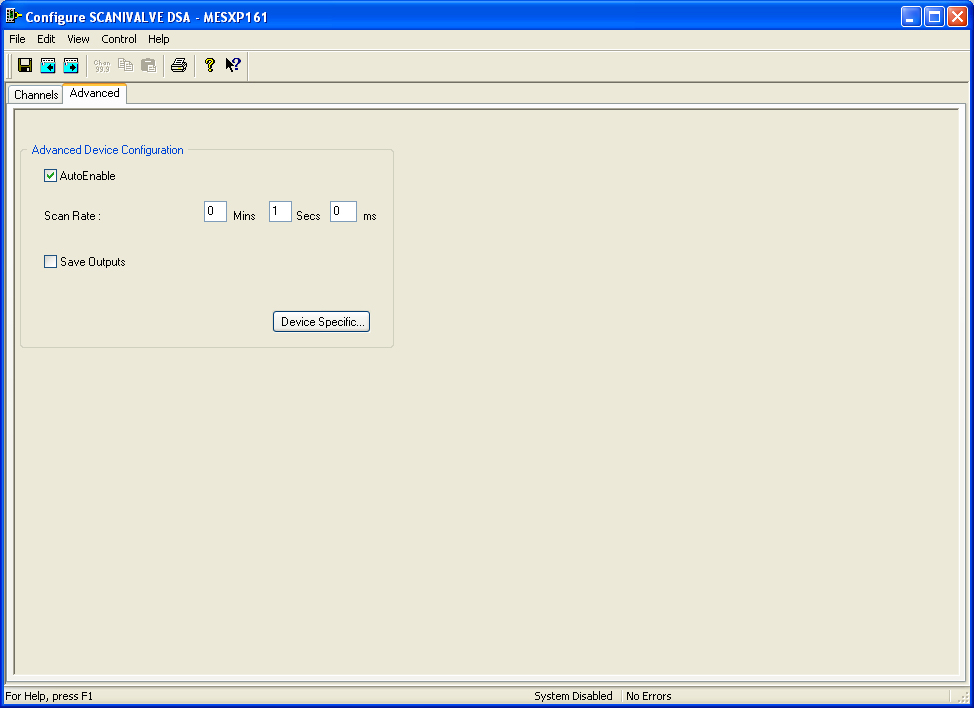 Configure SCANIVALVE DSA - MESXP161
File Edit View Control Help
Chan
99.9
Channels Advanced
Advanced Device Configuration
AutoEnable
Scan Rate : 0 Mins 1 Secs 0 ms
Save Outputs
Device Specific...
For Help, press F1 System Disabled No Errors